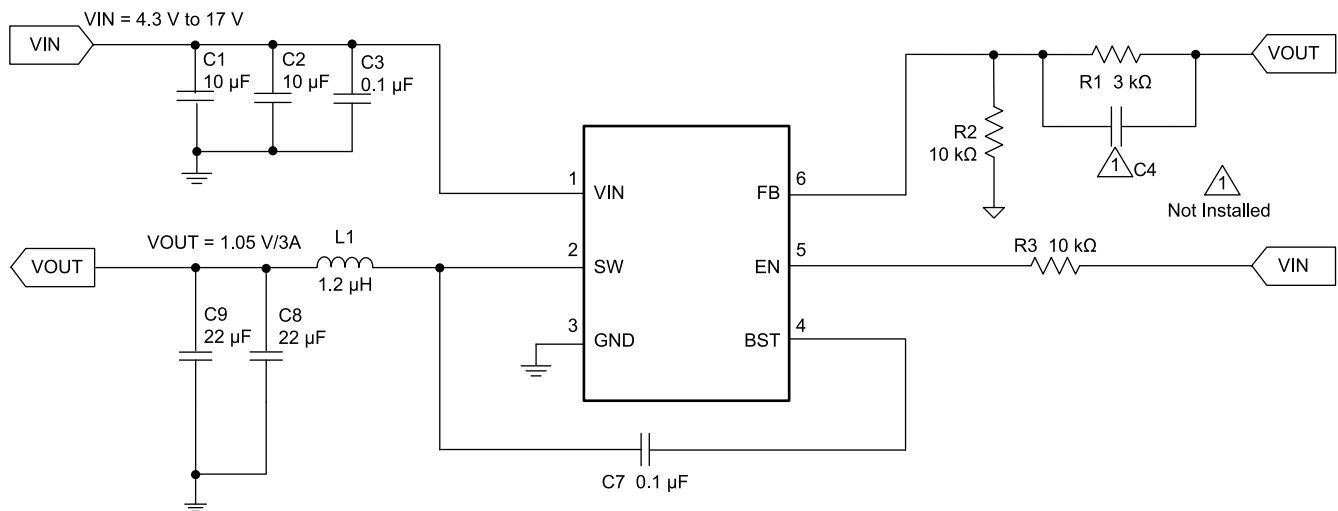 VIN = 4.3 V to 17 V
VIN
C1
10 µF
C2
10 µF
C3
0.1 µF
VOUT
R1 3 kΩ
R2
10 kΩ
1
C4
1
Not Installed
1
VIN
FB
6
VOUT = 1.05 V/3A
L1
1.2 µH
VOUT
2
SW
EN
5
R3 10 kΩ
VIN
C9
22 µF
C8
22 µF
3
GND
BST
4
C7 0.1 µF